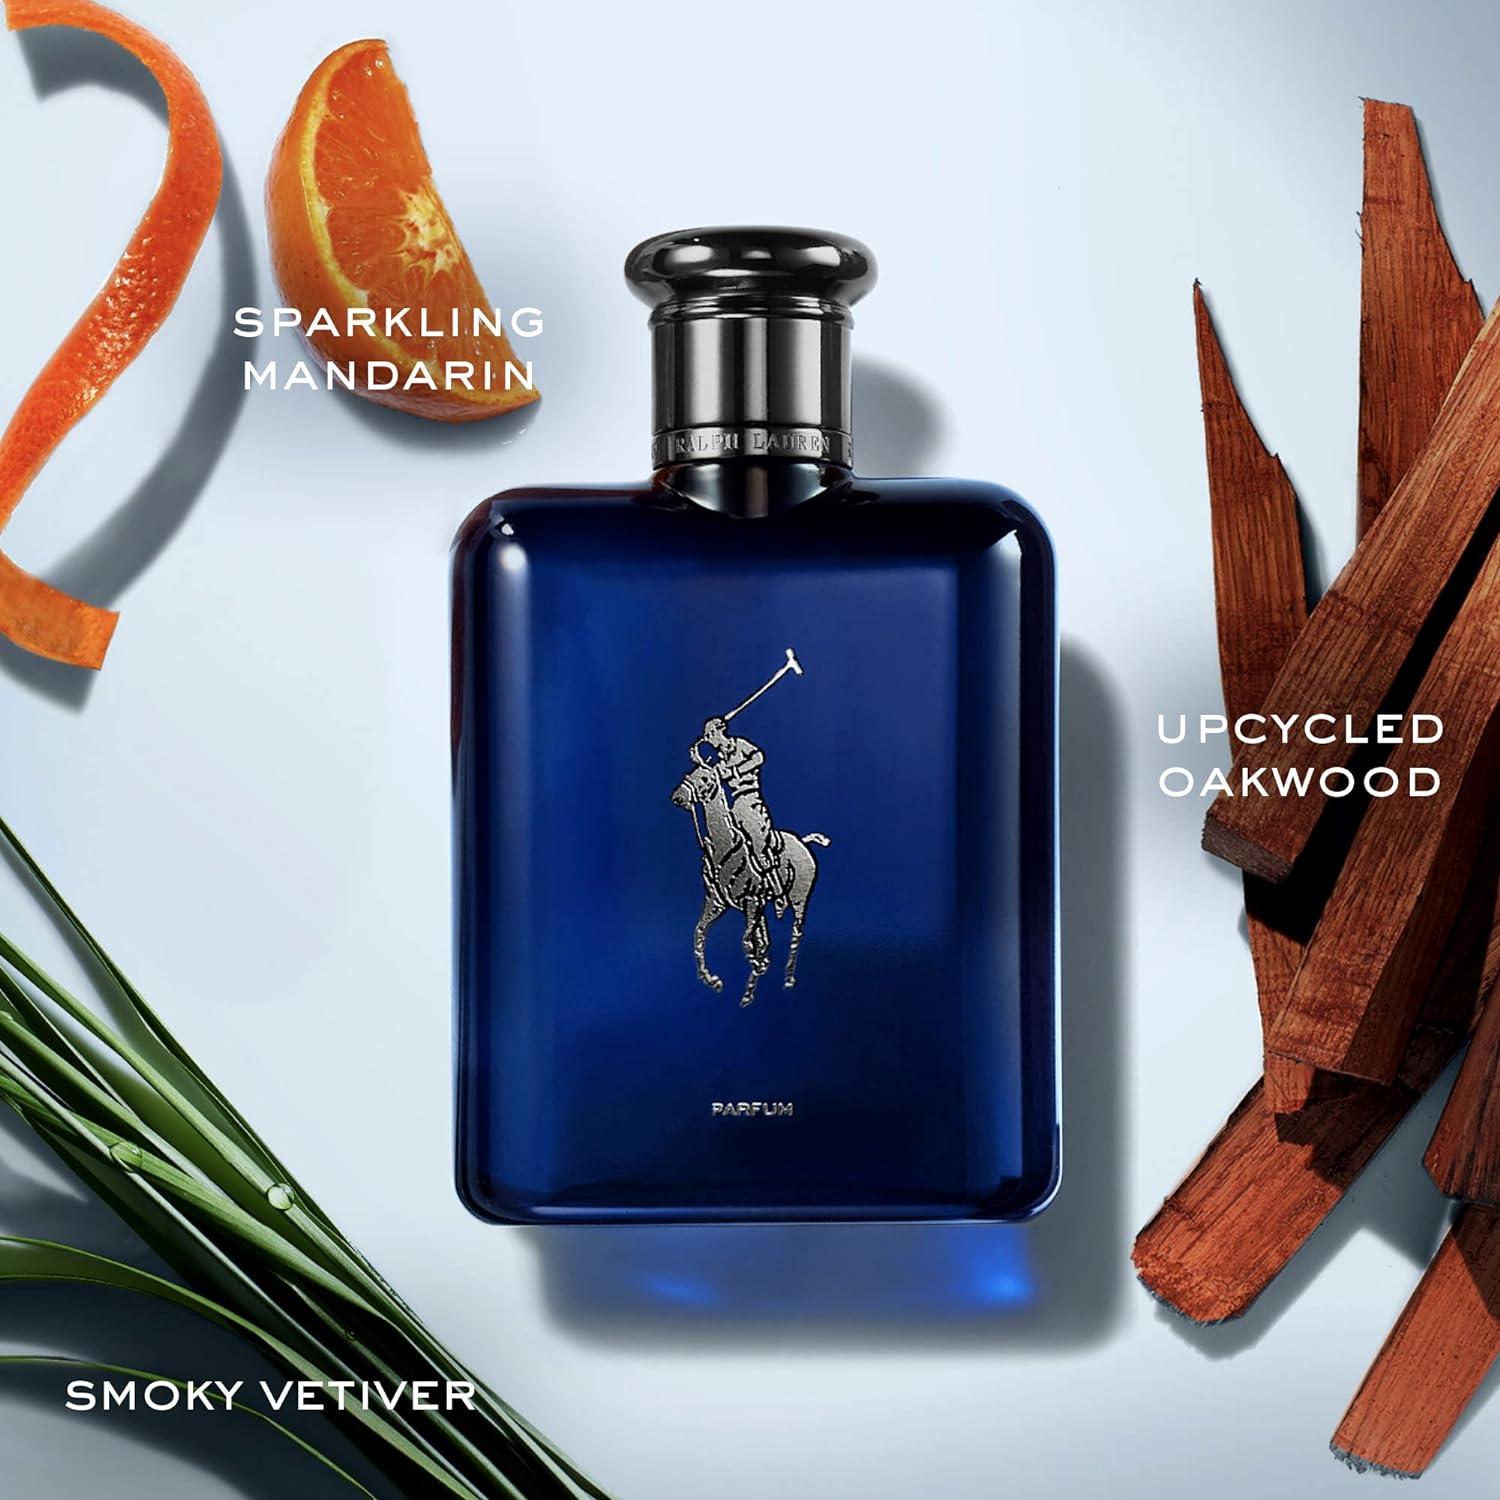 SPARKLING
MANDARIN
RALPH LAUREN
UPCYCLED
OAKWOOD
PARFUM
SMOKY VETIVER